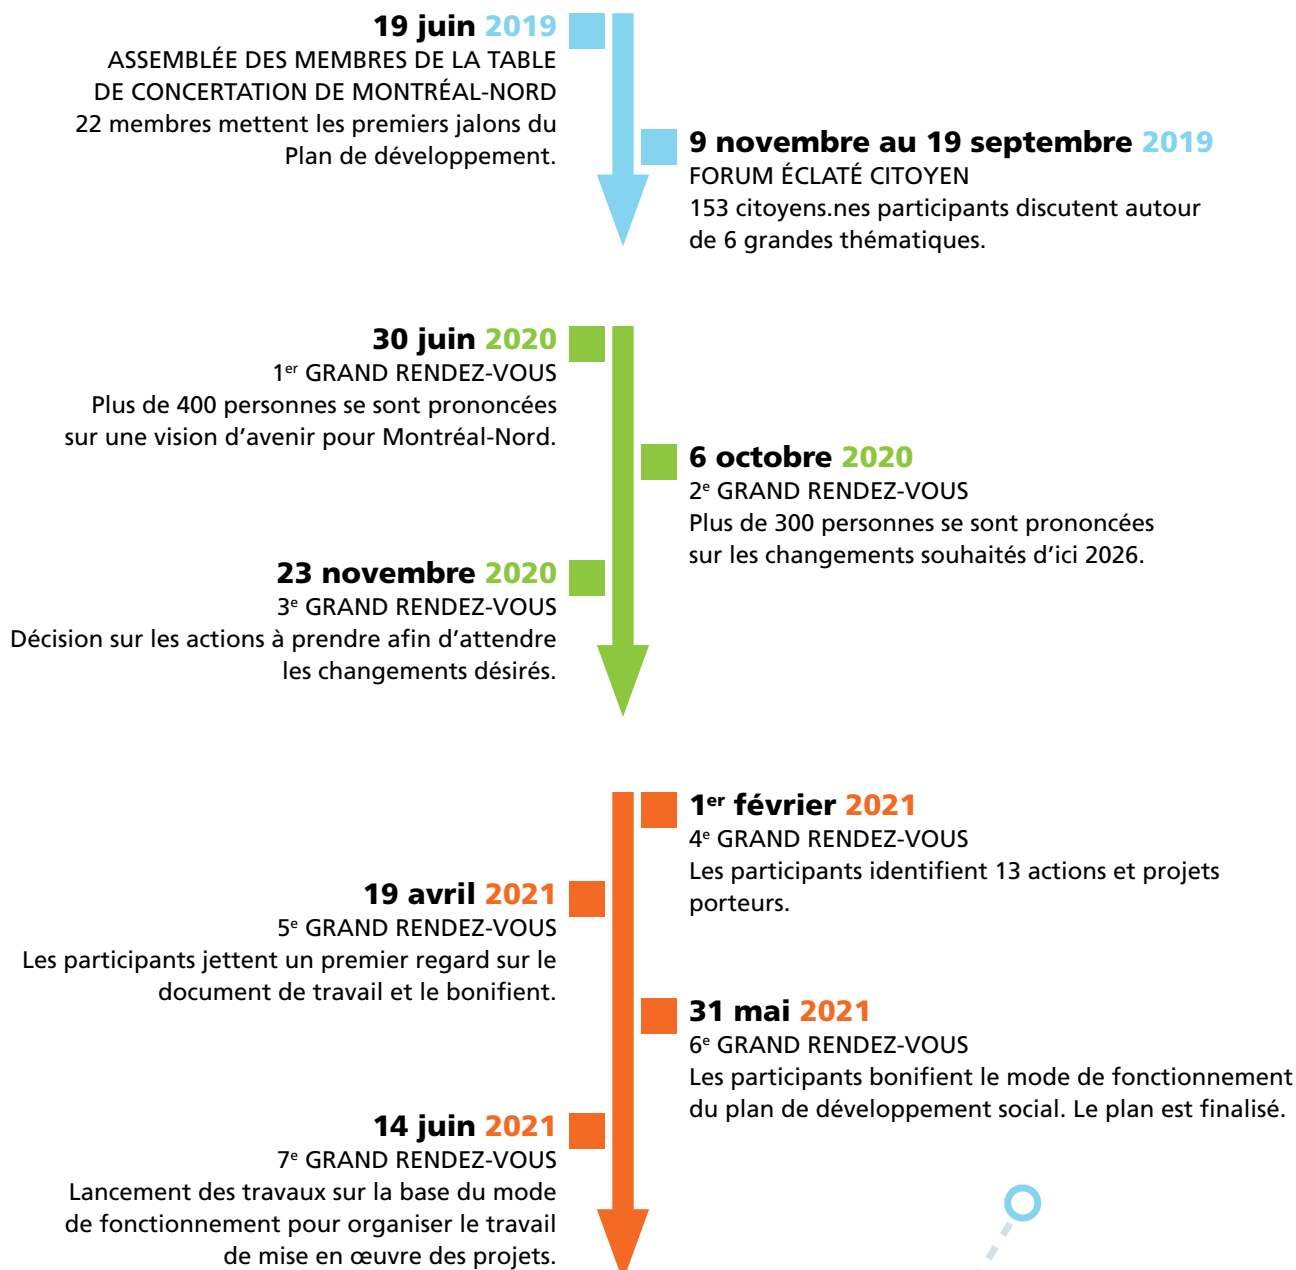 19 juin 2019
ASSEMBLÉE DES MEMBRES DE LA TABLE
DE CONCERTATION DE MONTRÉAL-NORD
22 membres mettent les premiers jalons du
Plan de développement.
9 novembre au 19 septembre 2019
FORUM ÉCLATÉ CITOYEN
153 citoyens.nes participants discutent autour
de 6 grandes thématiques.
30 juin 2020
1er GRAND RENDEZ-VOUS
Plus de 400 personnes se sont prononcées
sur une vision d’avenir pour Montréal-Nord.
6 octobre 2020
2e GRAND RENDEZ-VOUS
Plus de 300 personnes se sont prononcées
sur les changements souhaités d’ici 2026.
23 novembre 2020
3e GRAND RENDEZ-VOUS
Décision sur les actions à prendre afin d’attendre
les changements désirés.
1er février 2021
4e GRAND RENDEZ-VOUS
Les participants identifient 13 actions et projets
porteurs.
19 avril 2021
5e GRAND RENDEZ-VOUS
Les participants jettent un premier regard sur le
document de travail et le bonifient.
31 mai 2021
6e GRAND RENDEZ-VOUS
Les participants bonifient le mode de fonctionnement
du plan de développement social. Le plan est finalisé.
14 juin 2021
7e GRAND RENDEZ-VOUS
Lancement des travaux sur la base du mode
de fonctionnement pour organiser le travail
de mise en œuvre des projets.